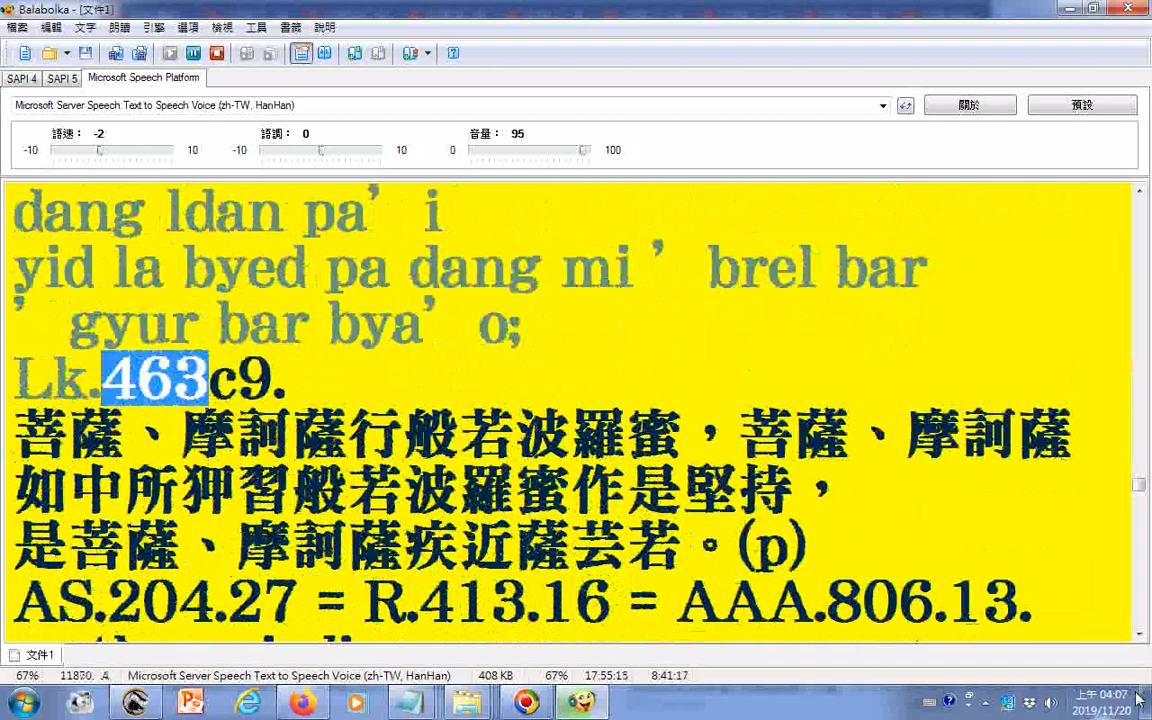 Balabolka - [文件1]
檔案 編輯 文字 朗讀 引擎 選項 檢視 工具 書籤 說明
SAPI 4 SAPI 5 Microsoft Speech Platform
Microsoft Server Speech Text to Speech Voice (zh-TW, HanHan) 關於 預設
語速： -2 語調： 0 音量： 95
-10 10 -10 10 0 100
dang ldan pa’ i
yid la byed pa dang mi ’ brel bar
’ gyur bar bya’ o;
Lk.463c9.
菩薩、摩訶薩行般若波羅蜜，菩薩、摩訶薩
如中所狎習般若波羅蜜作是堅持，
是菩薩、摩訶薩疾近薩芸若。(p)
AS.204.27 = R.413.16 = AAA.806.13.
文件1
67% Microsoft Server Speech Text to Speech Voice (zh-TW, HanHan) 408 KB 67% 17:55:15 8:41:17
上午 04:07
2019/11/20